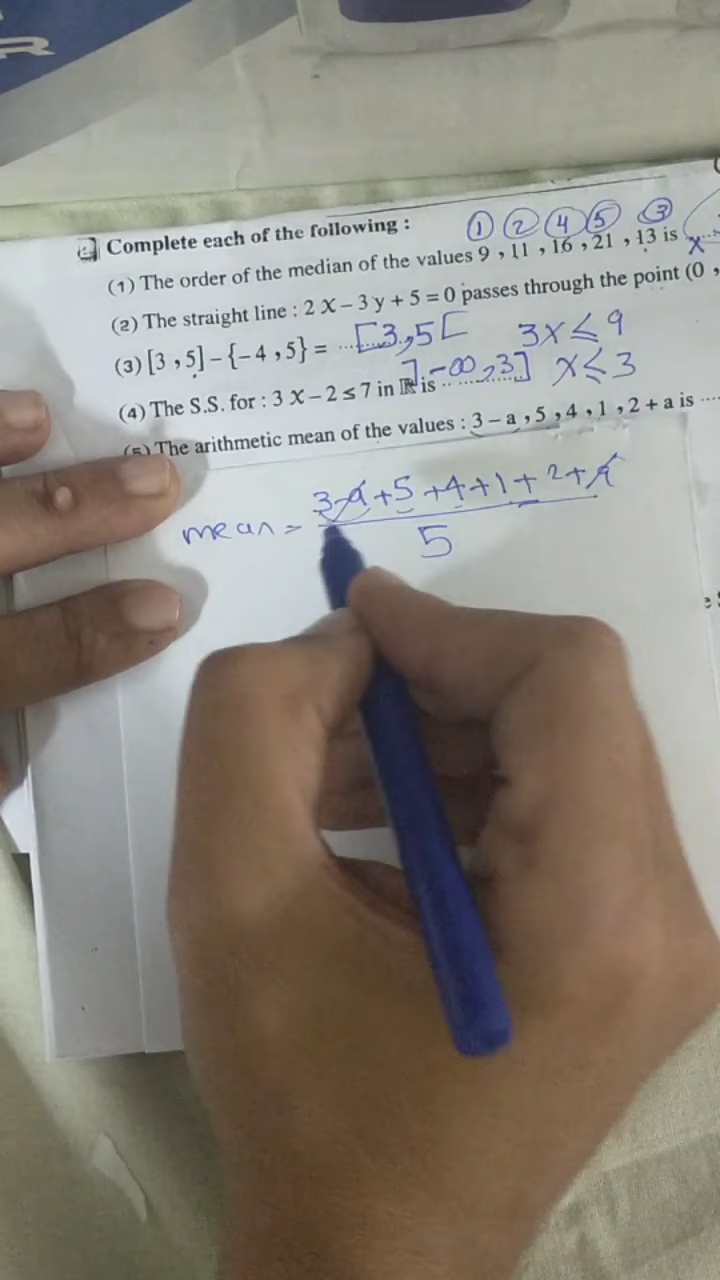 Complete each of the following :
① ② ④ ⑤ ③
(1) The order of the median of the values 9 , 11 , 16 , 21 , 13 is ....
(2) The straight line : 2 X − 3 y + 5 = 0 passes through the point (0 ,
x
(3) [3 , 5] − {− 4 , 5} = ... [3,5[
3x ≤ 9
(4) The S.S. for : 3 X − 2 ≤ 7 in ℝ is ........ ]-∞,3]
x ≤ 3
(5) The arithmetic mean of the values : 3 − a , 5 , 4 , 1 , 2 + a is ....
mean = 3-a+5+4+1+2+a
5